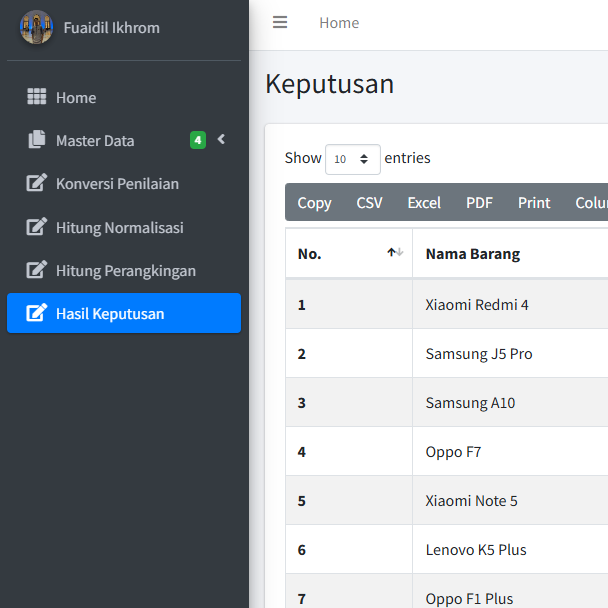 Fuaidil Ikhrom
Home
Master Data 4
Konversi Penilaian
Hitung Normalisasi
Hitung Perangkingan
Hasil Keputusan
Home
Keputusan
Show 10 entries
Copy CSV Excel PDF Print Colu
No. Nama Barang
1 Xiaomi Redmi 4
2 Samsung J5 Pro
3 Samsung A10
4 Oppo F7
5 Xiaomi Note 5
6 Lenovo K5 Plus
7 Oppo F1 Plus